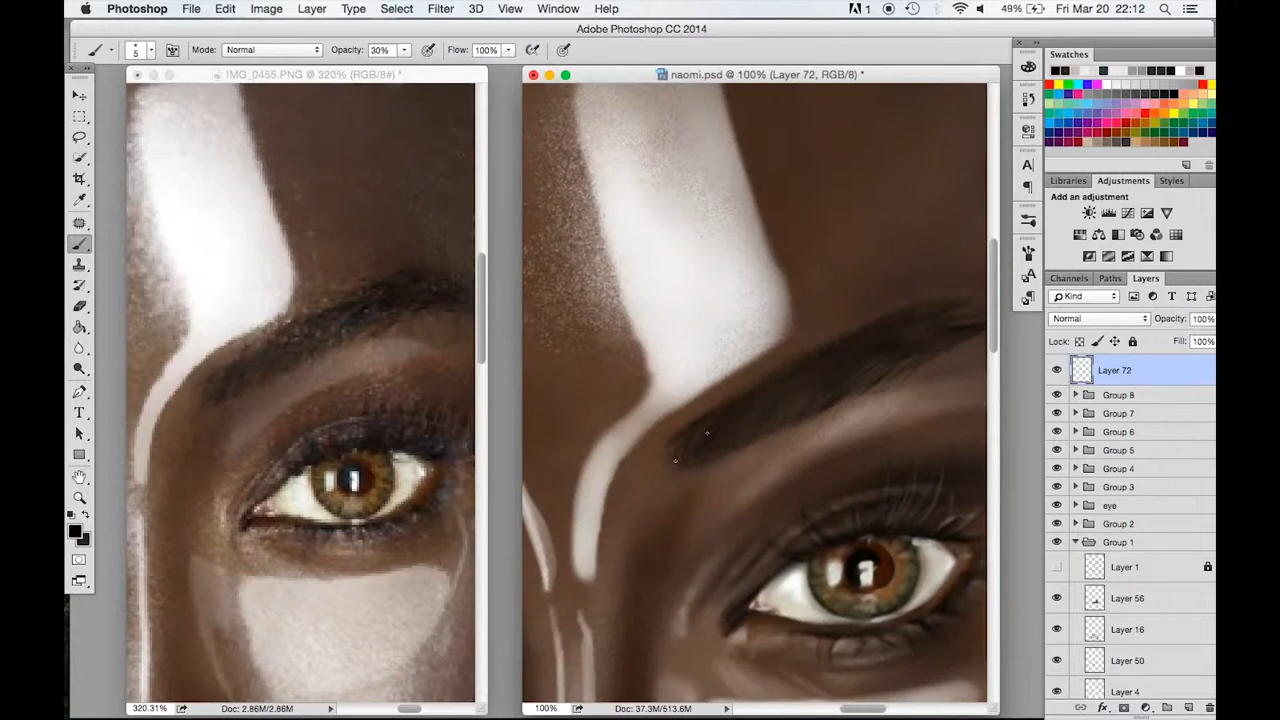 Photoshop File Edit Image Layer Type Select Filter 3D View Window Help 1 49% Fri Mar 20 22:12
Adobe Photoshop CC 2014
5 Mode: Normal Opacity: 30% Flow: 100%
IMG_0455.PNG @ 320% (RGB/8#) *
naomi.psd @ 100% (Layer 72, RGB/8) *
Swatches
Libraries Adjustments Styles
Add an adjustment
Channels Paths Layers
Kind
Normal Opacity: 100%
Lock: Fill: 100%
Layer 72
Group 8
Group 7
Group 6
Group 5
Group 4
Group 3
eye
Group 2
Group 1
Layer 1
Layer 56
Layer 16
Layer 50
Layer 4
320.31% Doc: 2.86M/2.86M
100% Doc: 37.3M/513.6M